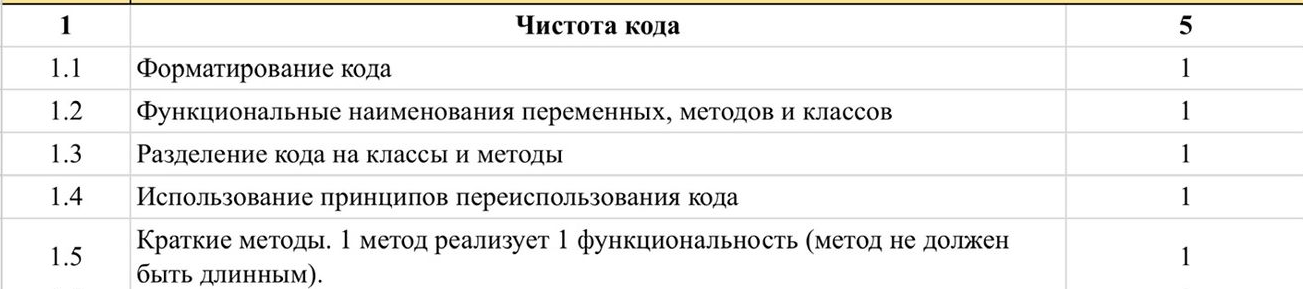 1 Чистота кода 5
1.1 Форматирование кода 1
1.2 Функциональные наименования переменных, методов и классов 1
1.3 Разделение кода на классы и методы 1
1.4 Использование принципов переиспользования кода 1
1.5 Краткие методы. 1 метод реализует 1 функциональность (метод не должен 1
быть длинным).